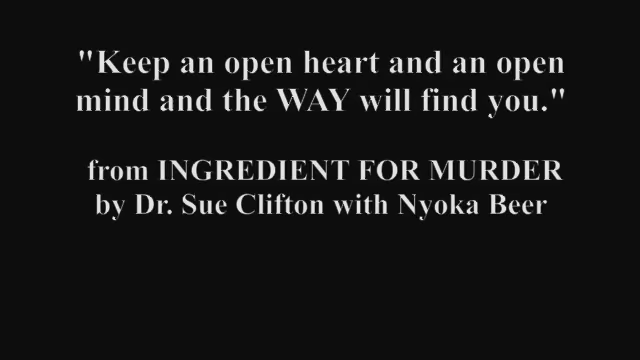 "Keep an open heart and an open
mind and the WAY will find you."
from INGREDIENT FOR MURDER
by Dr. Sue Clifton with Nyoka Beer